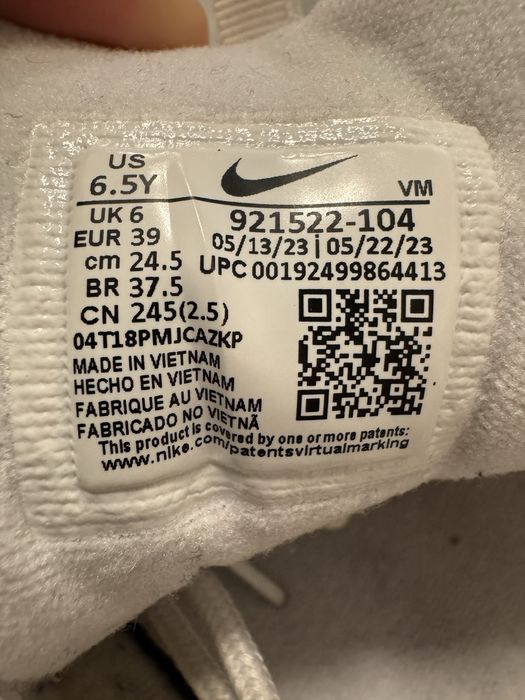 US
6.5Y
VM
UK 6
921522-104
EUR 39
05/13/23 | 05/22/23
cm 24.5
UPC 00192499864413
BR 37.5
CN 245(2.5)
04T18PMJCAZKP
MADE IN VIETNAM
HECHO EN VIETNAM
FABRIQUE AU VIETNAM
FABRICADO NO VIETNÃ
This product is covered by one or more patents:
www.nike.com/patentsvirtualmarking